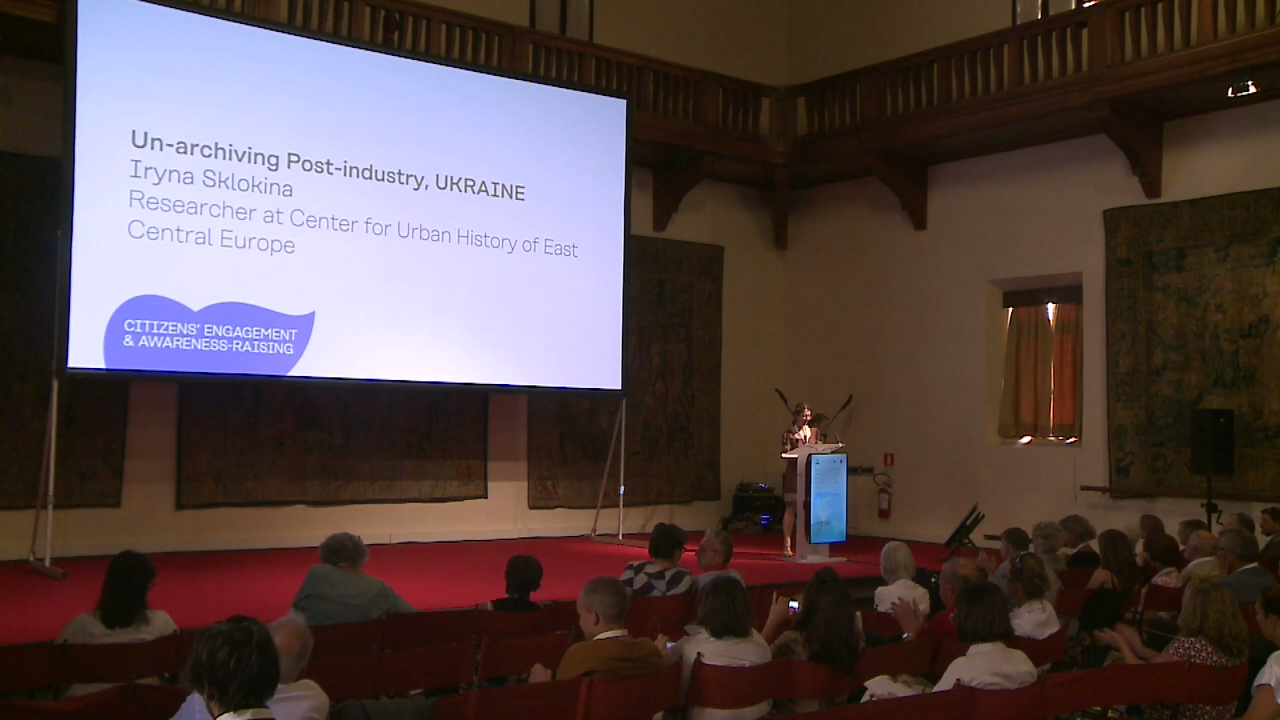 Un-archiving Post-industry, UKRAINE
Iryna Sklokina
Researcher at Center for Urban History of East
Central Europe
CITIZENS' ENGAGEMENT
& AWARENESS-RAISING